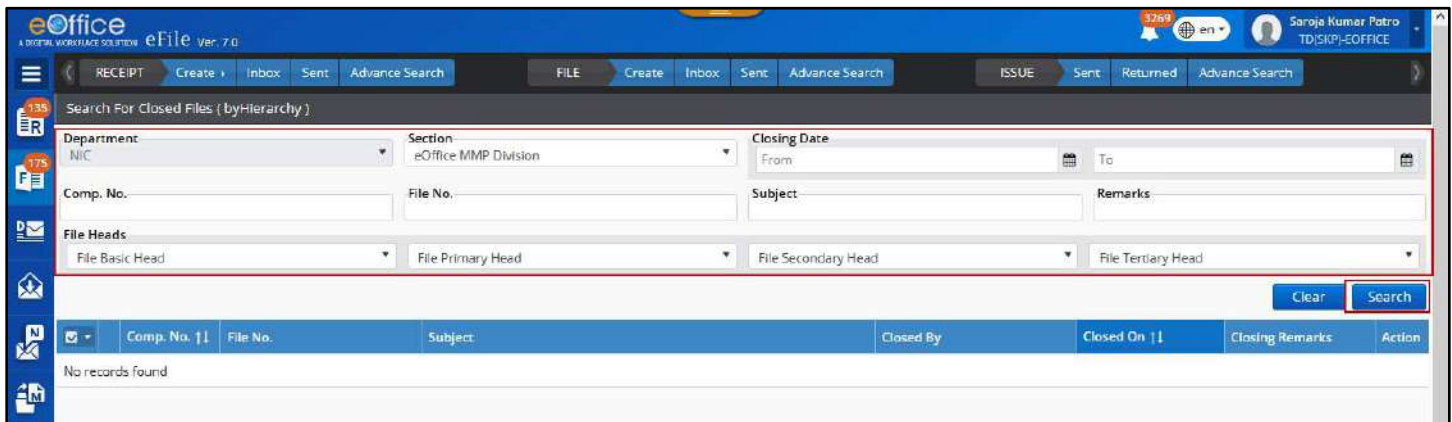 eOffice
A DIGITAL WORKPLACE SOLUTION eFile Ver. 7.0
3269 en Saroja Kumar Patro
TD(SKP)-EOFFICE
RECEIPT Create Inbox Sent Advance Search FILE Create Inbox Sent Advance Search ISSUE Sent Returned Advance Search
135 R
Search For Closed Files ( byHierarchy )
Department Section Closing Date
NIC eOffice MMP Division From To
175 F
Comp. No. File No. Subject Remarks
D
File Heads
File Basic Head File Primary Head File Secondary Head File Tertiary Head
Clear Search
N
Comp. No. ↑↓ File No. Subject Closed By Closed On ↑↓ Closing Remarks Action
No records found
M